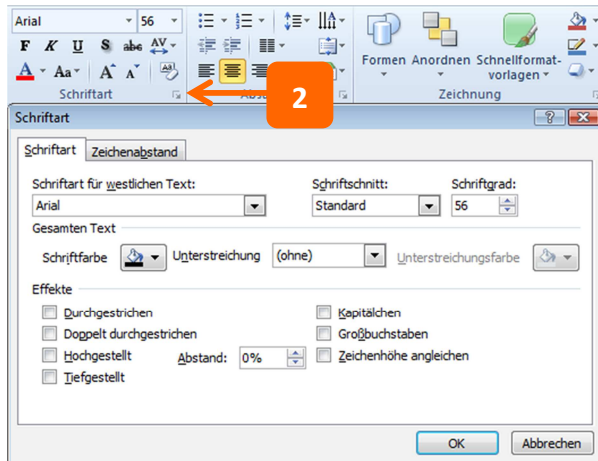 Arial 56
F K U S abc AV
A Aa A A AB
Formen Anordnen Schnellformat-
vorlagen
Schriftart Zeichnung
2
Schriftart
Schriftart Zeichenabstand
Schriftart für westlichen Text: Schriftschnitt: Schriftgrad:
Arial Standard 56
Gesamten Text
Schriftfarbe Unterstreichung (ohne) Unterstreichungsfarbe
Effekte
Durchgestrichen Kapitälchen
Doppelt durchgestrichen Großbuchstaben
Hochgestellt Abstand: 0% Zeichenhöhe angleichen
Tiefgestellt
OK Abbrechen